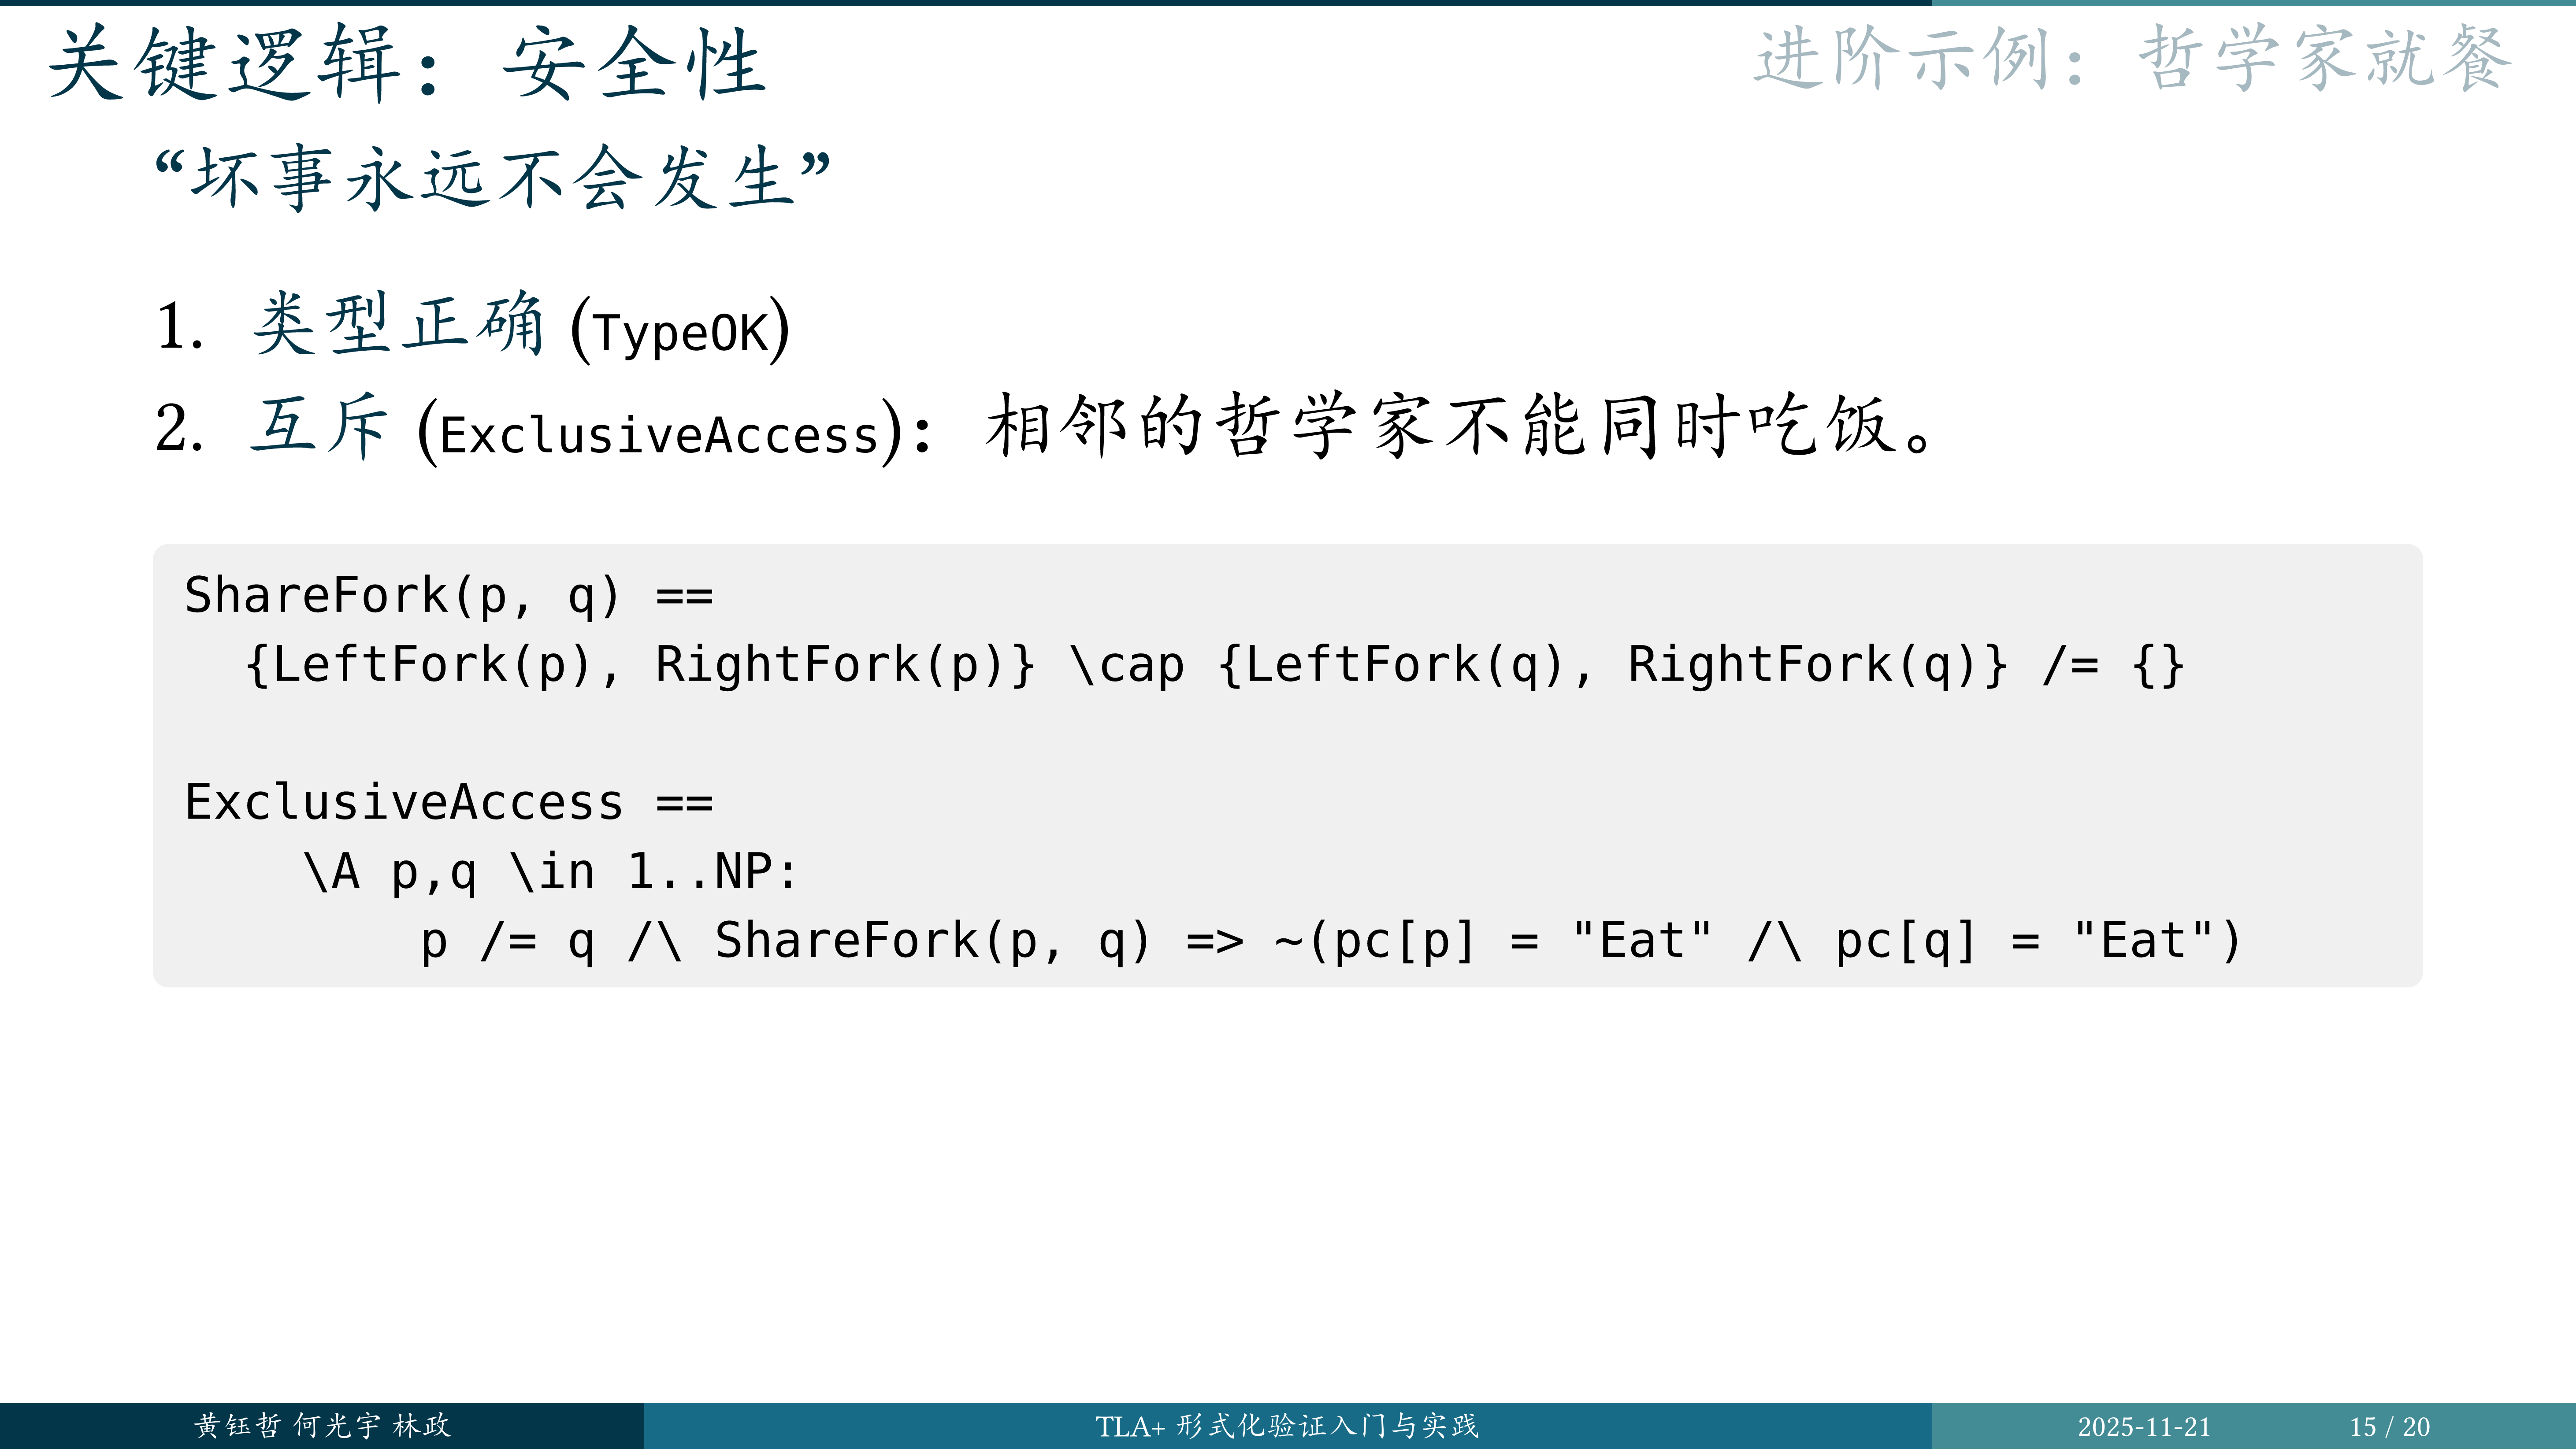 关键逻辑：安全性
进阶示例：哲学家就餐
“坏事永远不会发生”
1. 类型正确 (TypeOK)
2. 互斥 (ExclusiveAccess)：相邻的哲学家不能同时吃饭。
ShareFork(p, q) ==
  {LeftFork(p), RightFork(p)} \cap {LeftFork(q), RightFork(q)} /= {}
ExclusiveAccess ==
    \A p,q \in 1..NP:
        p /= q /\ ShareFork(p, q) => ~(pc[p] = "Eat" /\ pc[q] = "Eat")
黄钰哲 何光宇 林政
TLA+ 形式化验证入门与实践
2025-11-21
15 / 20